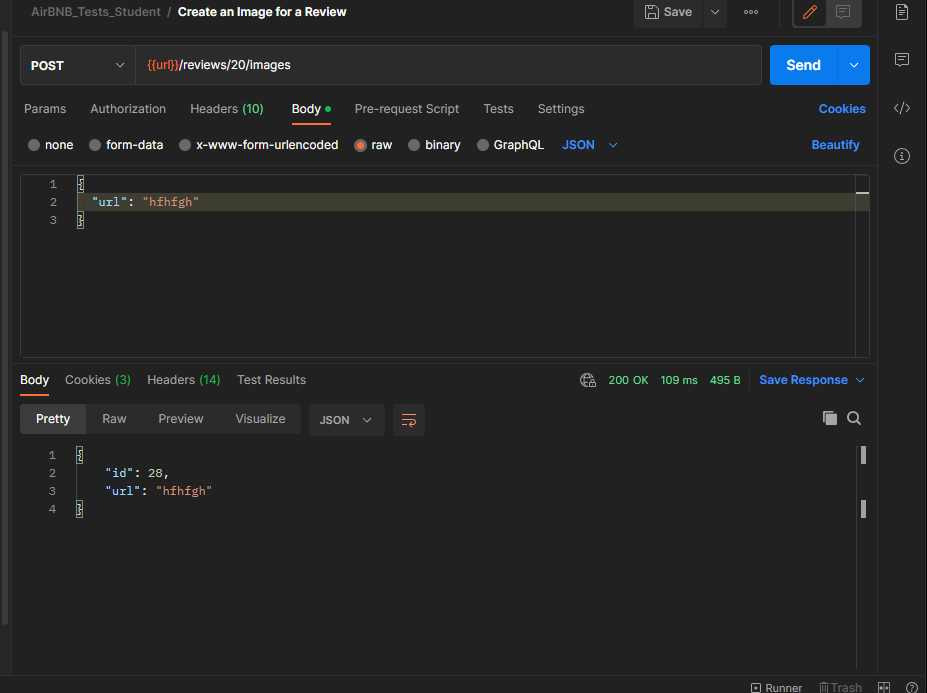 AirBNB_Tests_Student / Create an Image for a Review
Save
POST {{url}}/reviews/20/images Send
Params Authorization Headers (10) Body Pre-request Script Tests Settings Cookies
none form-data x-www-form-urlencoded raw binary GraphQL JSON Beautify
1 {
2 "url": "hfhfgh"
3 }
Body Cookies (3) Headers (14) Test Results 200 OK 109 ms 495 B Save Response
Pretty Raw Preview Visualize JSON
1 {
2 "id": 28,
3 "url": "hfhfgh"
4 }
Runner Trash